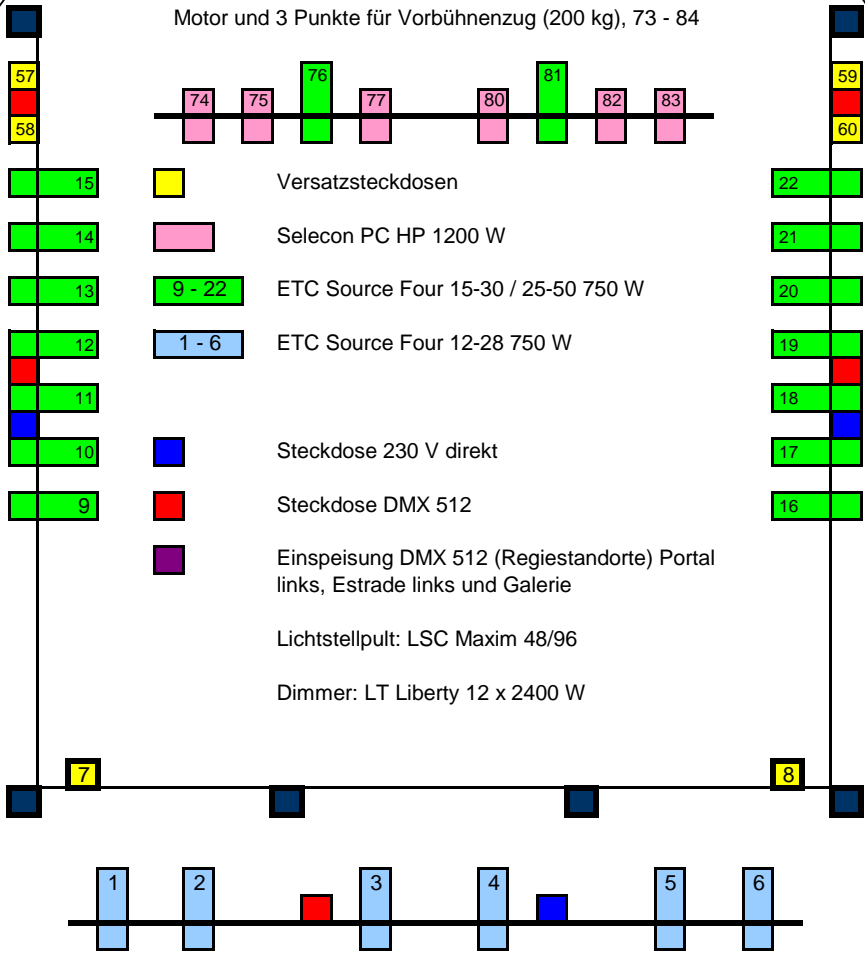 Motor und 3 Punkte für Vorbühnenzug (200 kg), 73 - 84
57
59
76
81
74
75
77
80
82
83
58
60
15
Versatzsteckdosen
22
14
Selecon PC HP 1200 W
21
13
9 - 22
ETC Source Four 15-30 / 25-50 750 W
20
12
1 - 6
ETC Source Four 12-28 750 W
19
11
18
10
Steckdose 230 V direkt
17
9
Steckdose DMX 512
16
Einspeisung DMX 512 (Regiestandorte) Portal
links, Estrade links und Galerie
Lichtstellpult: LSC Maxim 48/96
Dimmer: LT Liberty 12 x 2400 W
7
8
1
2
3
4
5
6